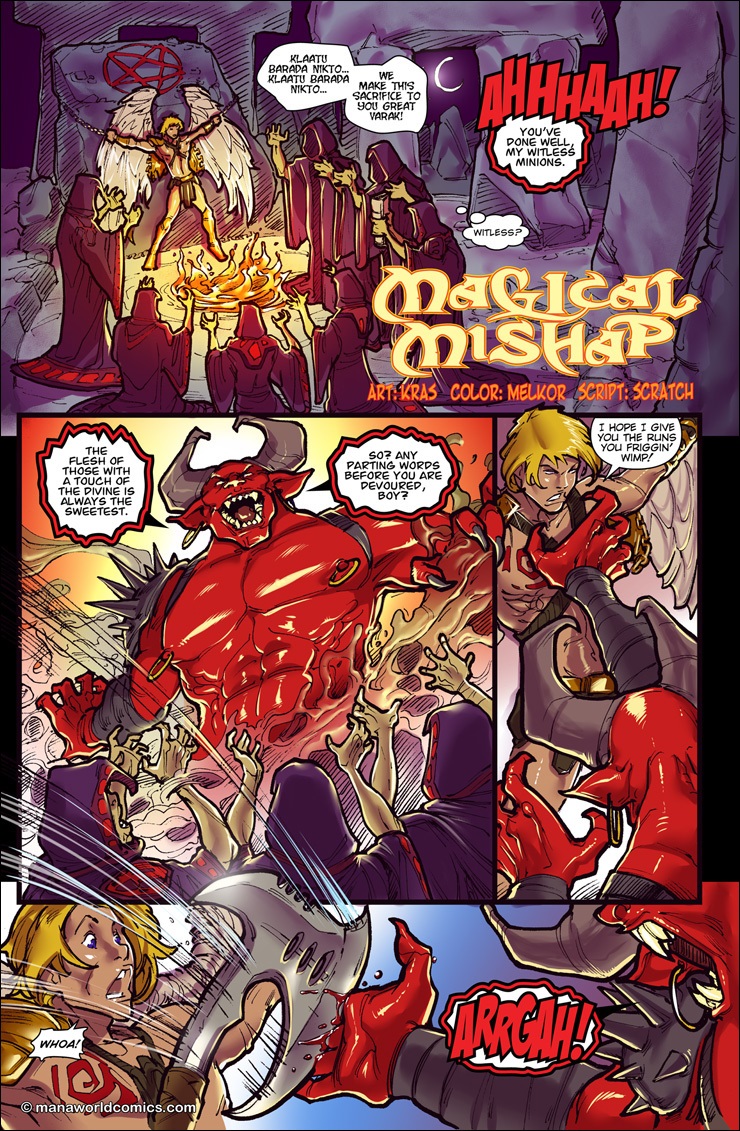 KLAATU
BARADA NIKTO...
KLAATU BARADA
NIKTO...
WE
MAKE THIS
SACRIFICE TO
YOU GREAT
VARAK!
AHHHAAH!
YOU'VE
DONE WELL,
MY WITLESS
MINIONS.
WITLESS?
MAGICAL
MISHAP
ART: KRAS COLOR: MELKOR SCRIPT: SCRATCH
THE
FLESH OF
THOSE WITH
A TOUCH OF
THE DIVINE IS
ALWAYS THE
SWEETEST.
SO? ANY
PARTING WORDS
BEFORE YOU ARE
DEVOURED,
BOY?
I HOPE I GIVE
YOU THE RUNS
YOU FRIGGIN'
WIMP!
WHOA!
ARRGAH!
© manaworldcomics.com